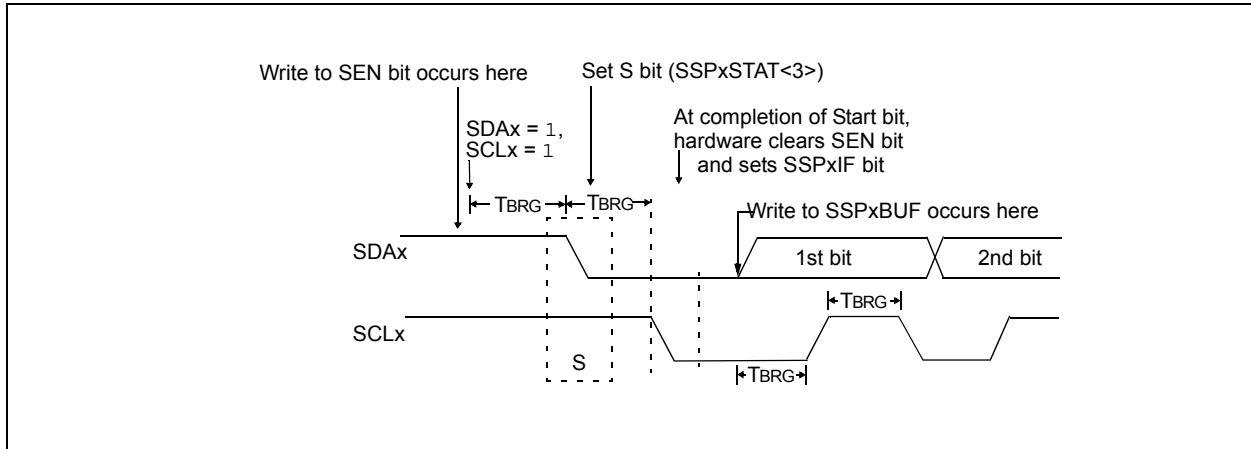 Write to SEN bit occurs here
Set S bit (SSPxSTAT<3>)
SDAx = 1,
SCLx = 1
At completion of Start bit,
hardware clears SEN bit
and sets SSPxIF bit
TBRG
TBRG
Write to SSPxBUF occurs here
SDAx
1st bit
2nd bit
TBRG
SCLx
S
TBRG